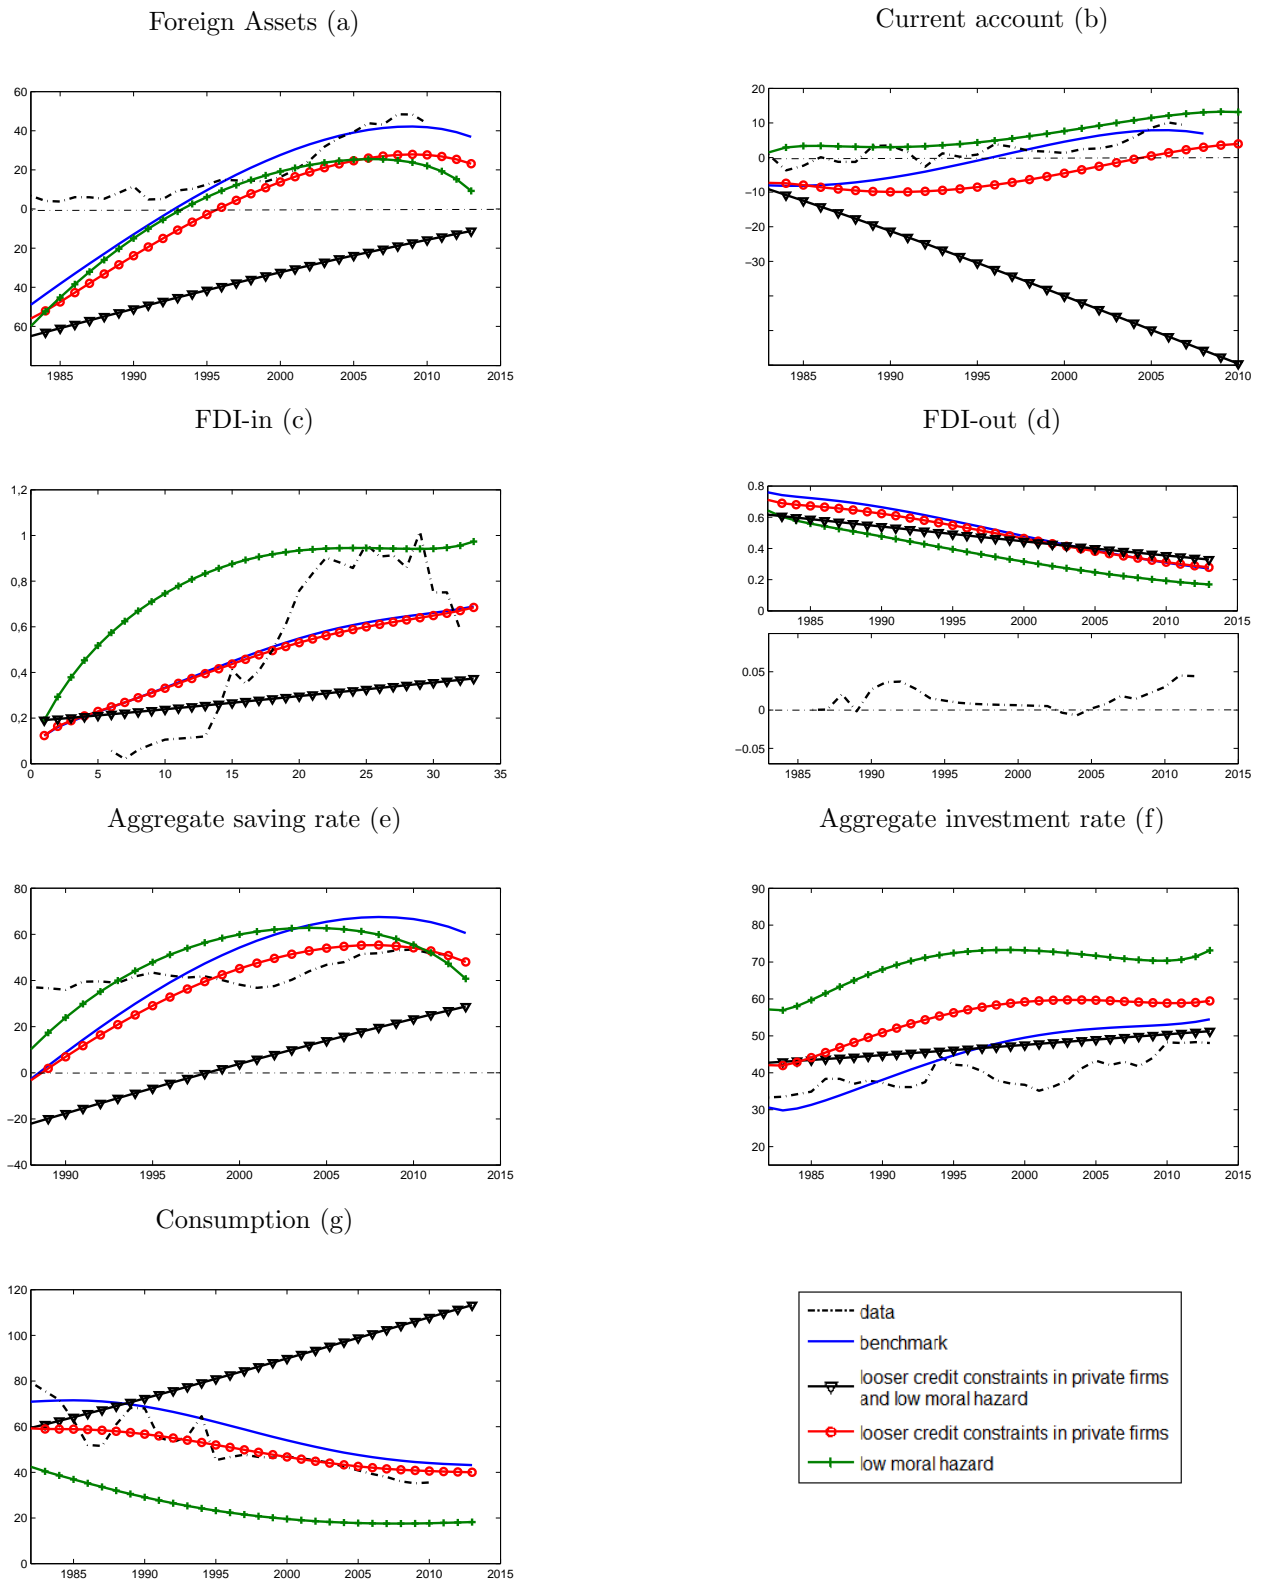 Foreign Assets (a)
Current account (b)
60
40
20
0
20
40
60
1985 1990 1995 2000 2005 2010 2015
20
10
0
−10
−20
−30
1985 1990 1995 2000 2005 2010
FDI-in (c)
FDI-out (d)
1,2
1
0,8
0,6
0,4
0,2
0
0 5 10 15 20 25 30 35
0.8
0.6
0.4
0.2
0
1985 1990 1995 2000 2005 2010 2015
0.05
0
−0.05
1985 1990 1995 2000 2005 2010 2015
Aggregate saving rate (e)
Aggregate investment rate (f)
80
60
40
20
0
−20
−40
1990 1995 2000 2005 2010 2015
90
80
70
60
50
40
30
20
1985 1990 1995 2000 2005 2010 2015
Consumption (g)
120
100
80
60
40
20
0
1985 1990 1995 2000 2005 2010 2015
data
benchmark
looser credit constraints in private firms
and low moral hazard
looser credit constraints in private firms
low moral hazard